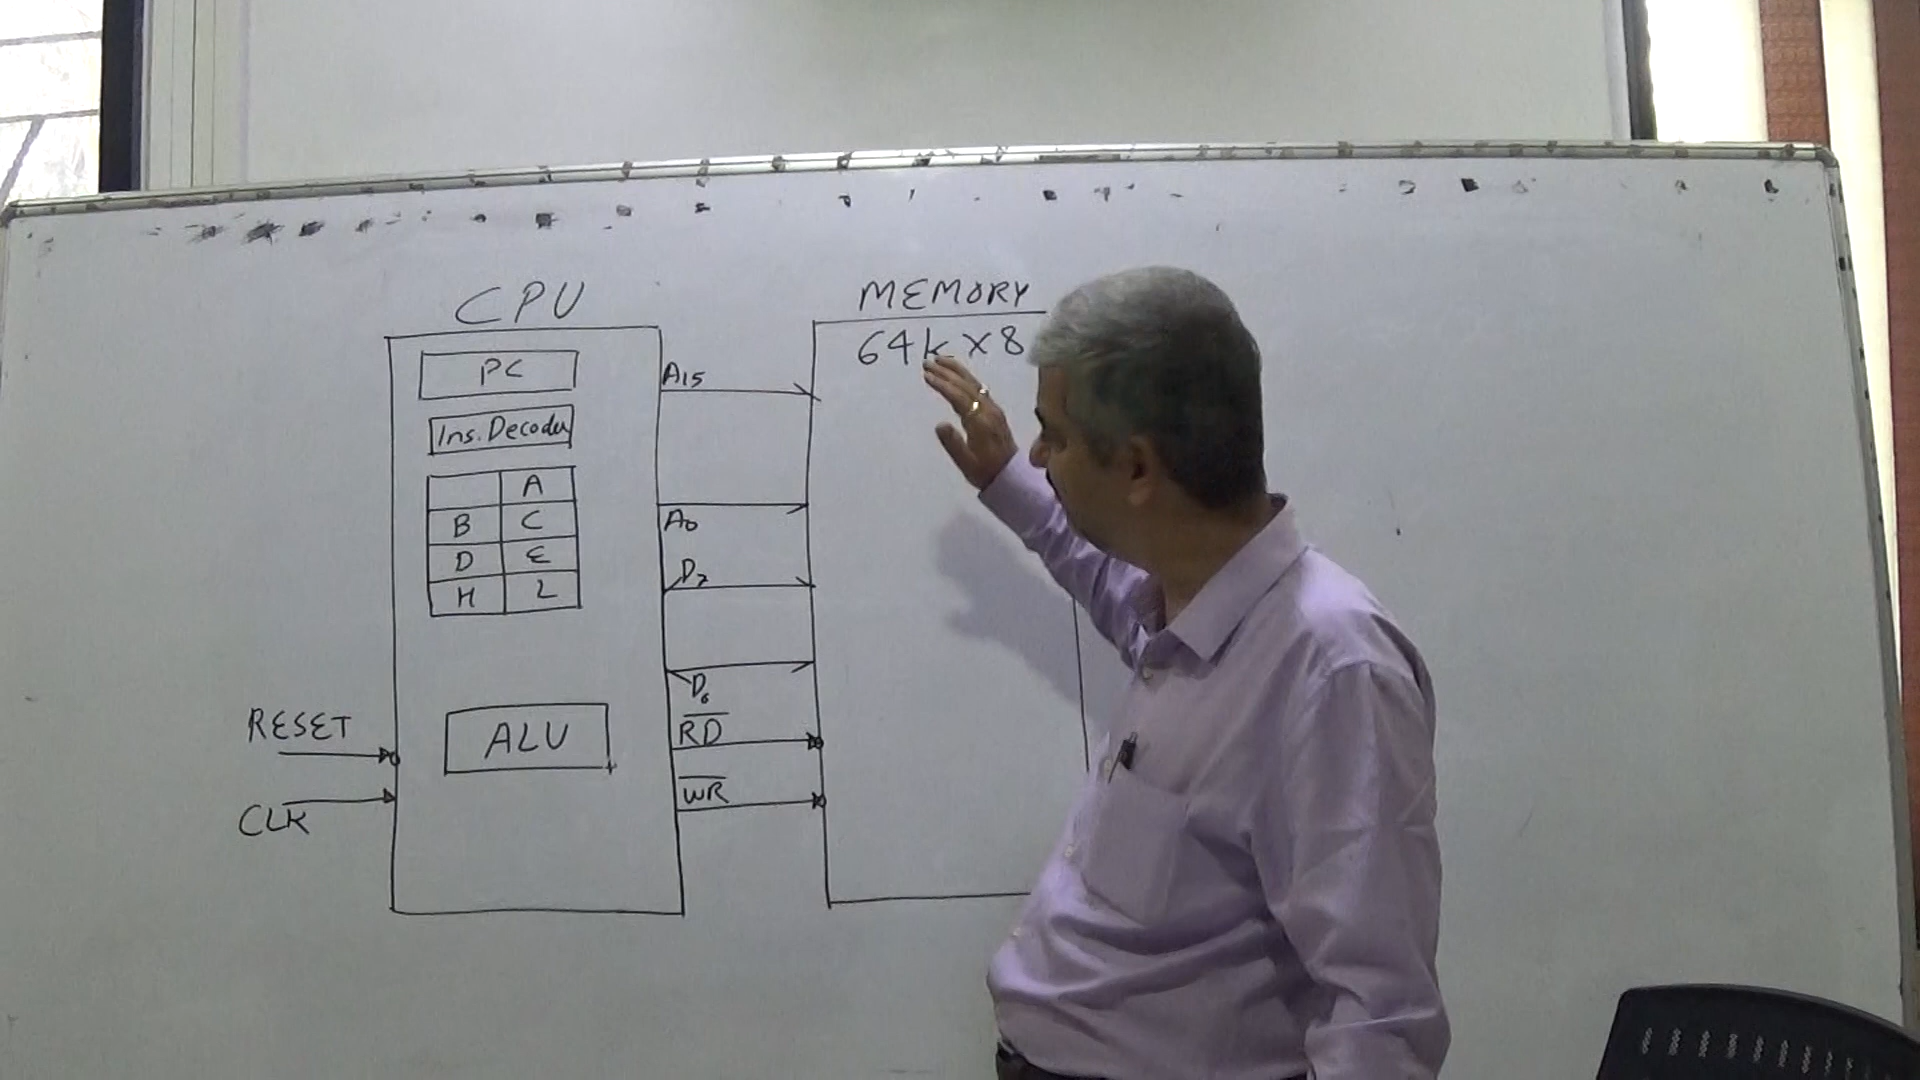 CPU
PC
Ins. Decoder
A
B C
D E
H L
ALU
RESET
CLK
A15
A0
D7
D0
RD
WR
MEMORY
64K x 8